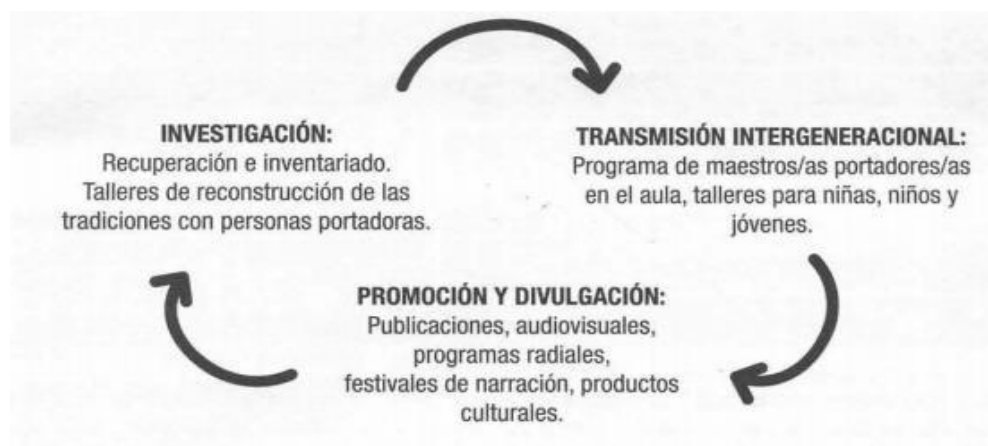 INVESTIGACIÓN:
Recuperación e inventariado.
Talleres de reconstrucción de las
tradiciones con personas portadoras.
TRANSMISIÓN INTERGENERACIONAL:
Programa de maestros/as portadores/as
en el aula, talleres para niñas, niños y
jóvenes.
PROMOCIÓN Y DIVULGACIÓN:
Publicaciones, audiovisuales,
programas radiales,
festivales de narración, productos
culturales.